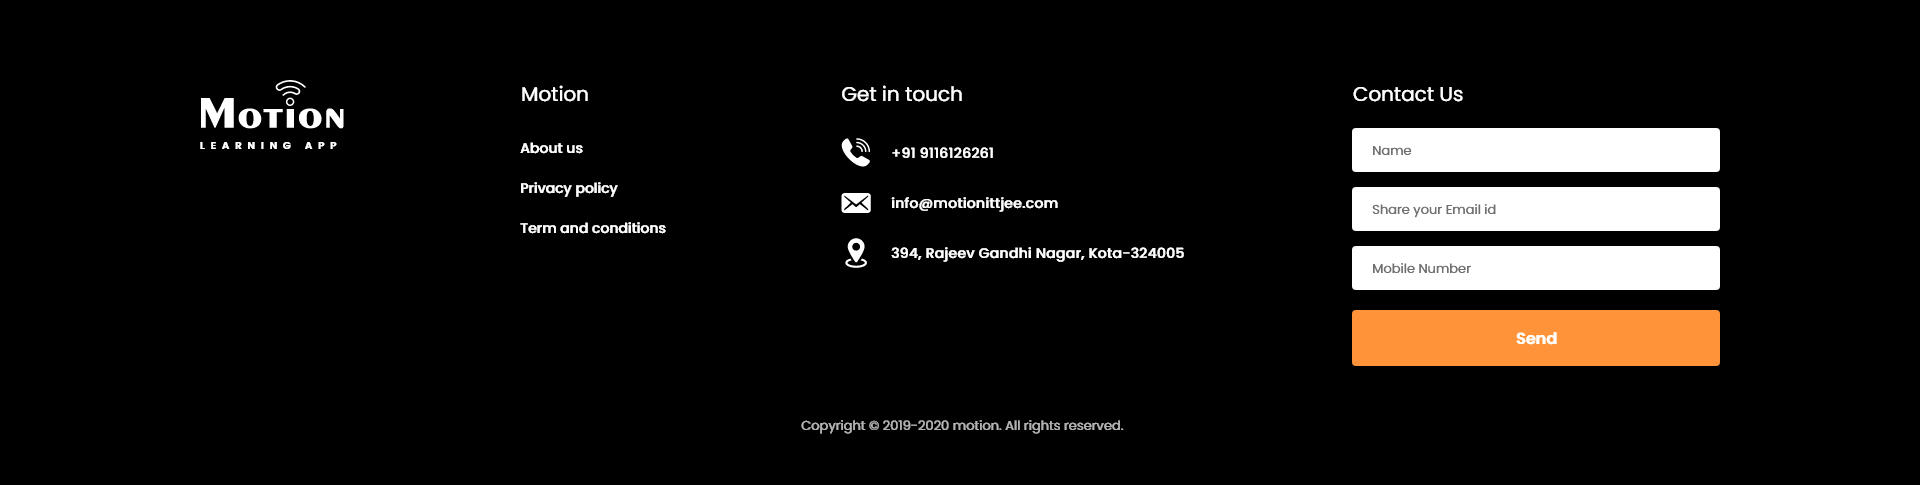 MOTION
LEARNING APP
Motion
About us
Privacy policy
Term and conditions
Get in touch
+91 9116126261
info@motionittjee.com
394, Rajeev Gandhi Nagar, Kota-324005
Contact Us
Name
Share your Email id
Mobile Number
Send
Copyright © 2019-2020 motion. All rights reserved.